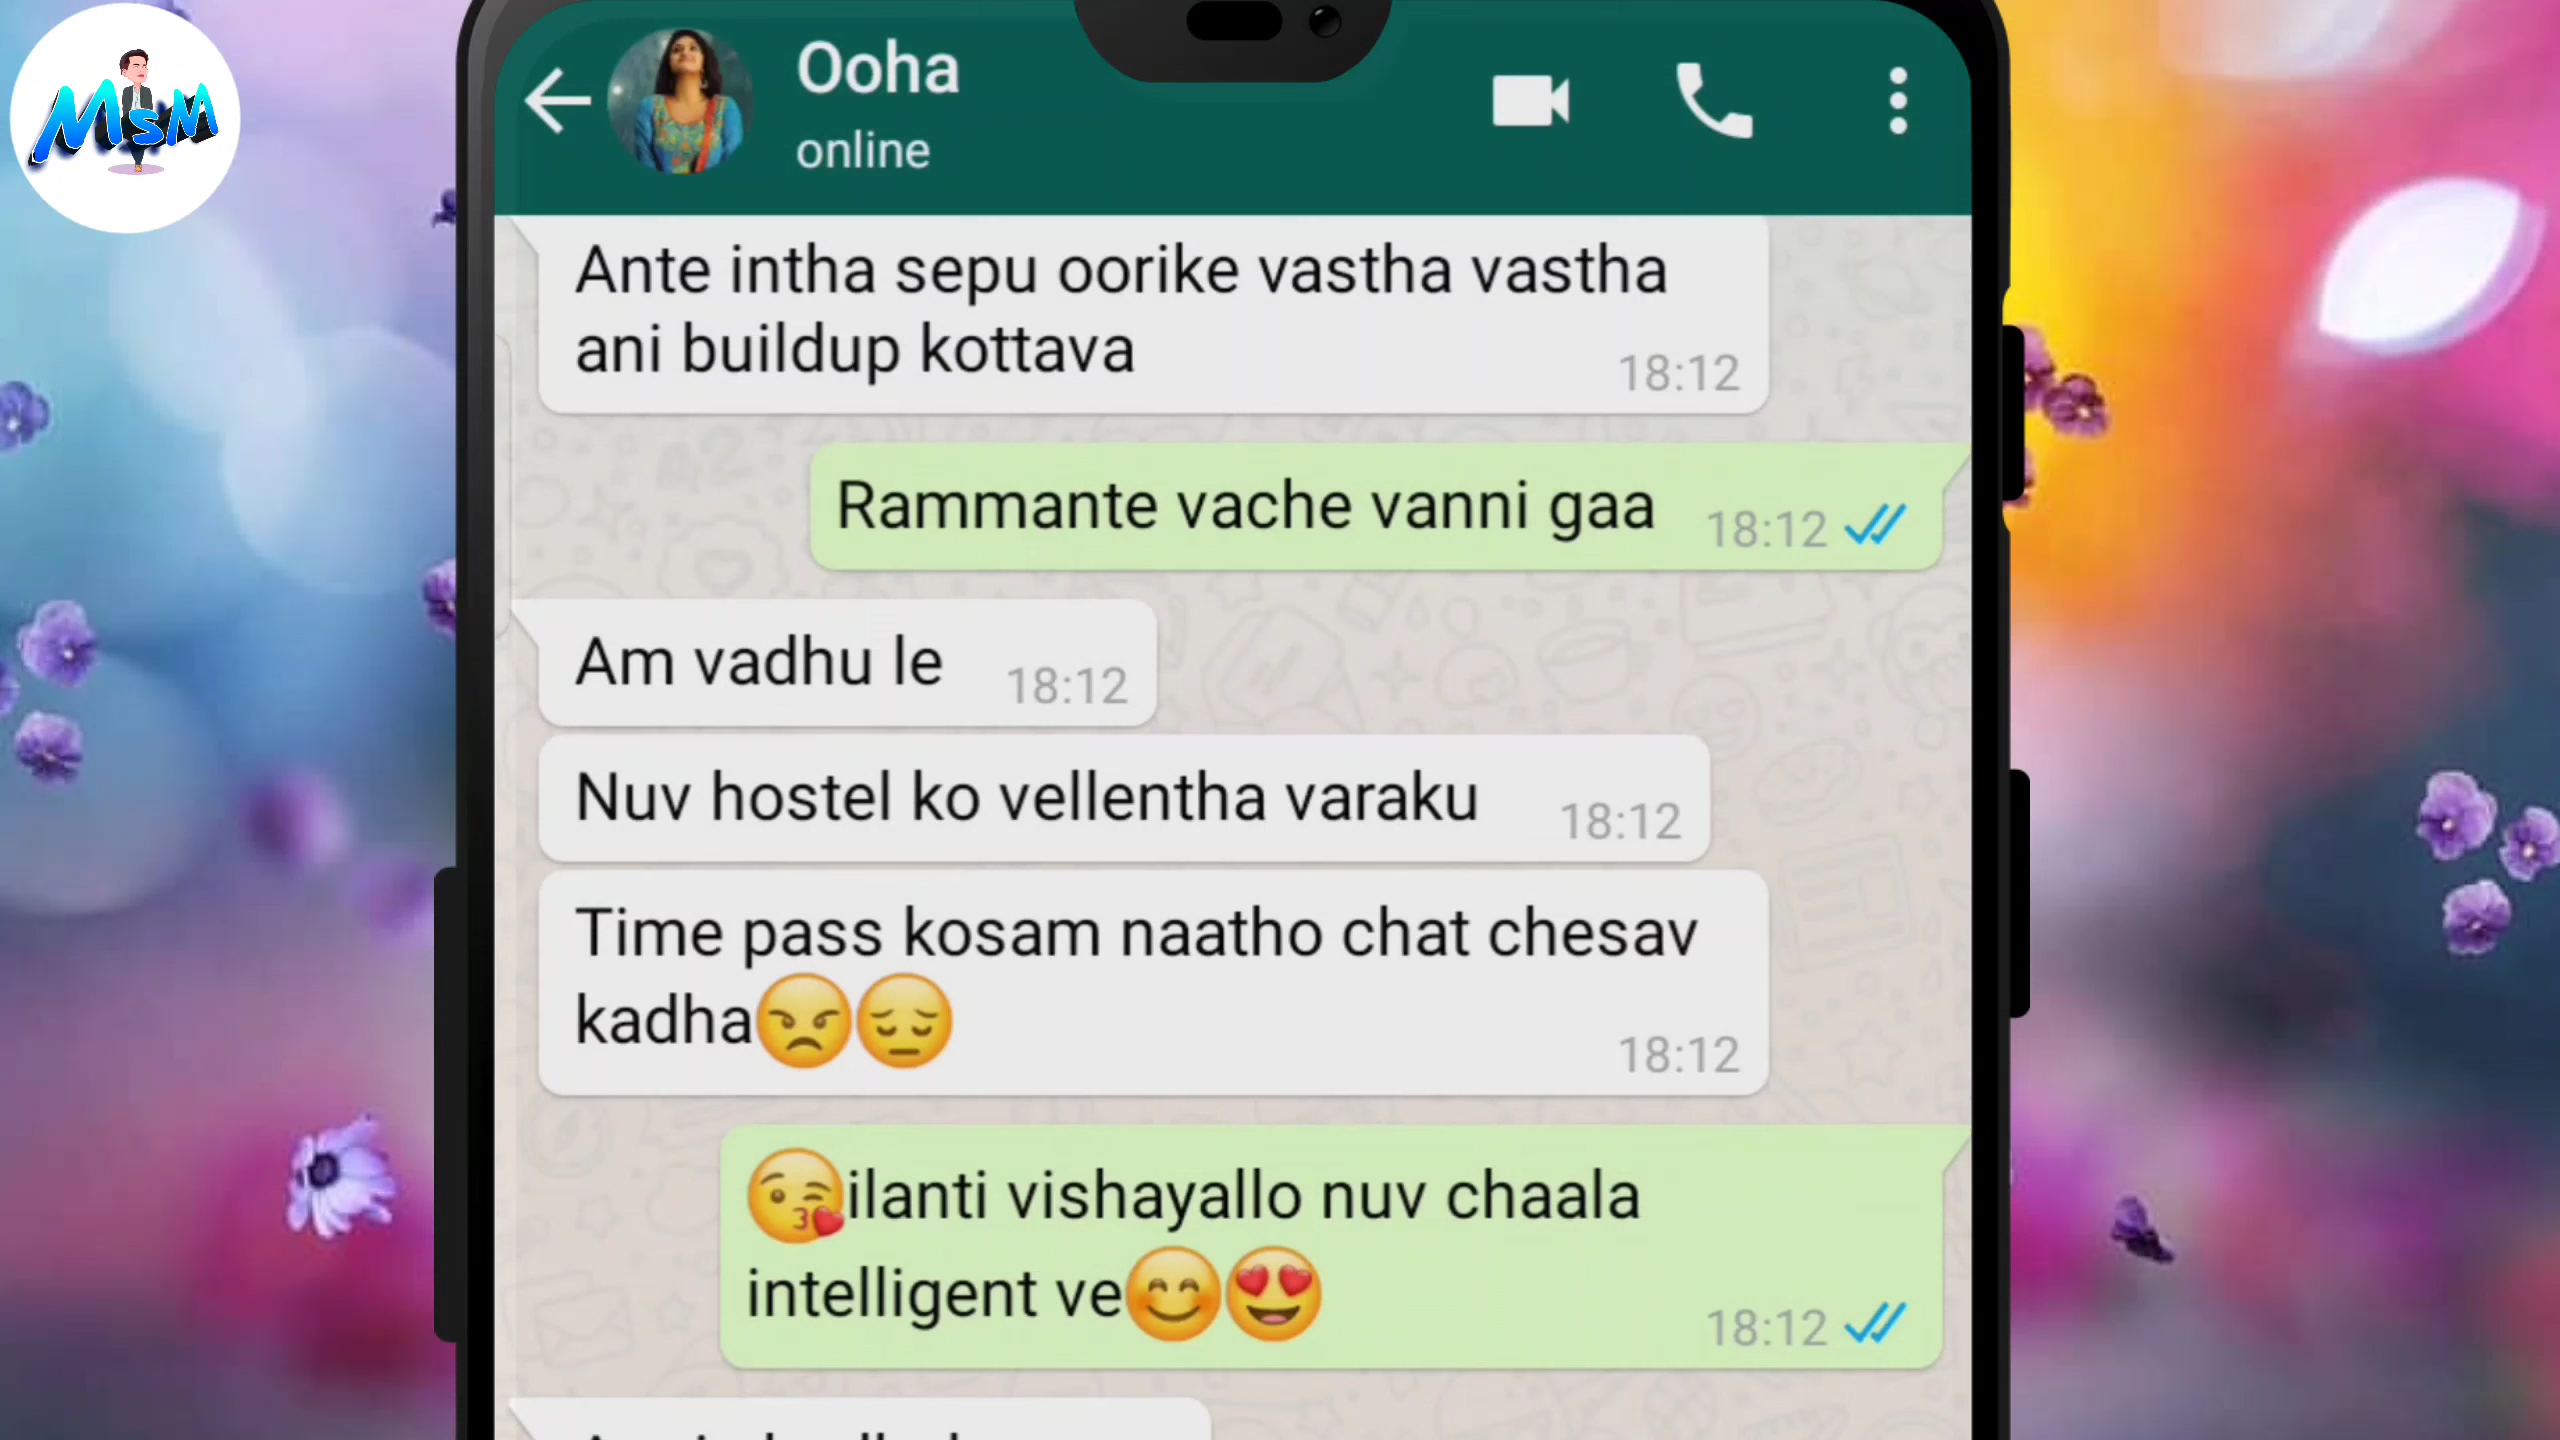 MSM
Ooha
online
Ante intha sepu oorike vastha vastha
ani buildup kottava
18:12
Rammante vache vanni gaa 18:12
Am vadhu le 18:12
Nuv hostel ko vellentha varaku 18:12
Time pass kosam naatho chat chesav
kadha😠😔
18:12
😘ilanti vishayallo nuv chaala
intelligent ve😊😍
18:12